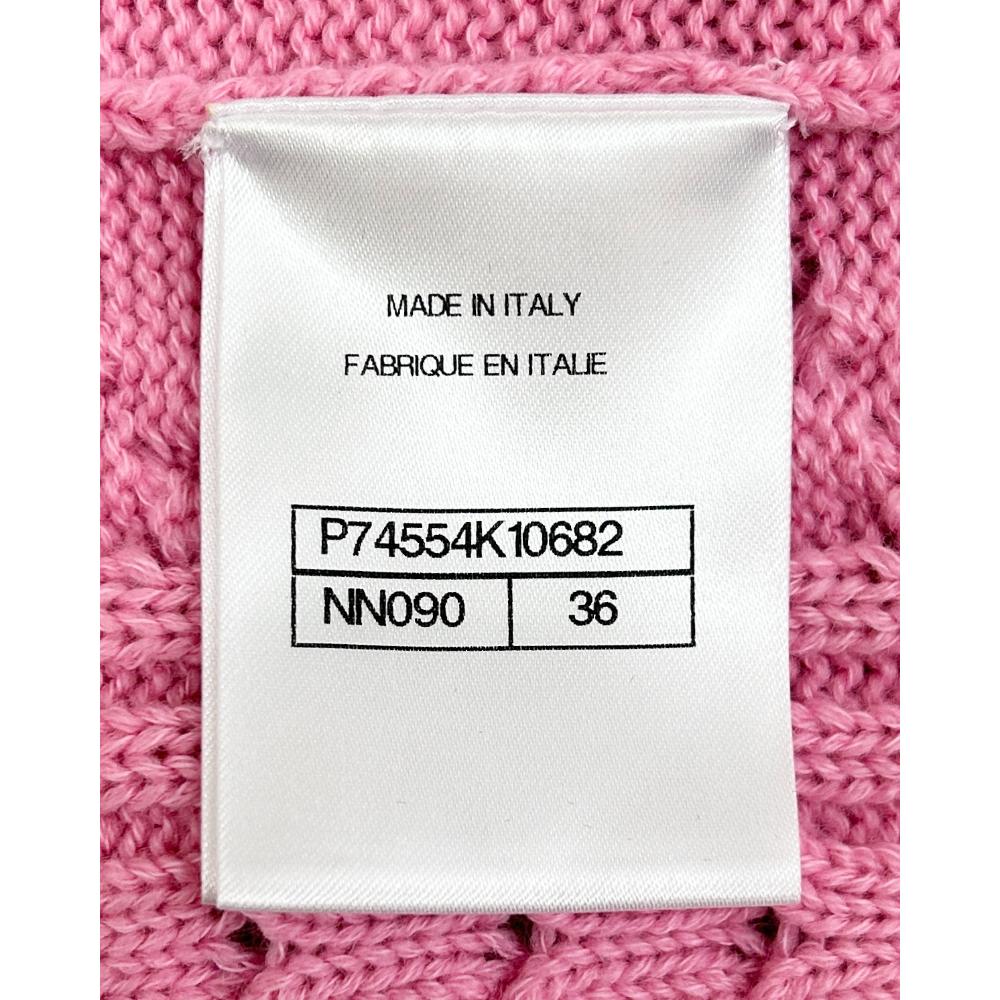 MADE IN ITALY
FABRIQUE EN ITALIE
P74554K10682
NN090 36